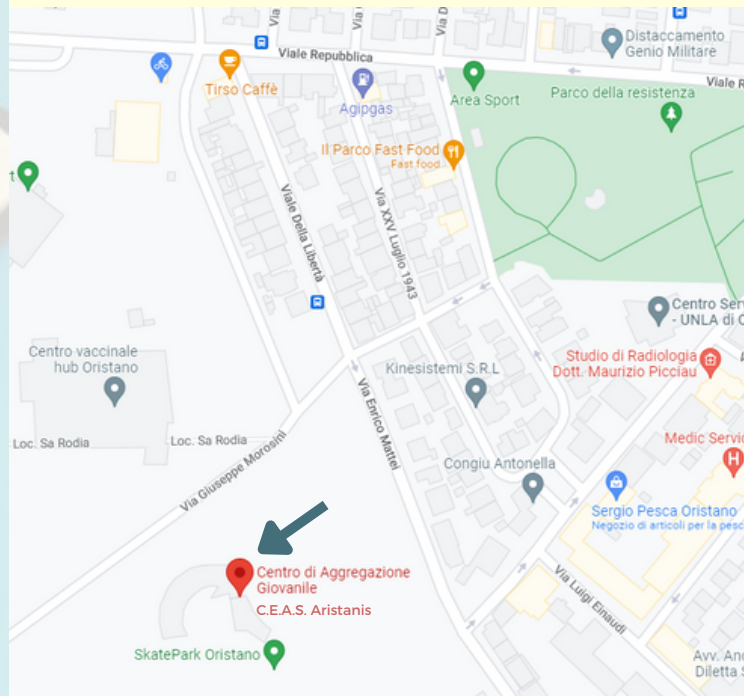 Via
Via D
Distaccamento
Genio Militare
Viale Repubblica
Viale R
Tirso Caffè
Agipgas
Area Sport
Parco della resistenza
Il Parco Fast Food
Fast food
t
Viale Della Libertà
Via XXV Luglio 1943
Centro Serv
- UNLA di C
Centro vaccinale
hub Oristano
Kinesistemi S.R.L
Studio di Radiologia
Dott. Maurizio Picciau
Via Enrico Mattei
Loc. Sa Rodia
Loc. Sa Rodia
Via Giuseppe Morosini
Medic Servic
H
Congiu Antonella
Sergio Pesca Oristano
Negozio di articoli per la pesc
Centro di Aggregazione
Giovanile
C.E.A.S. Aristanis
Via Luigi Einaudi
SkatePark Oristano
Avv. And
Diletta S